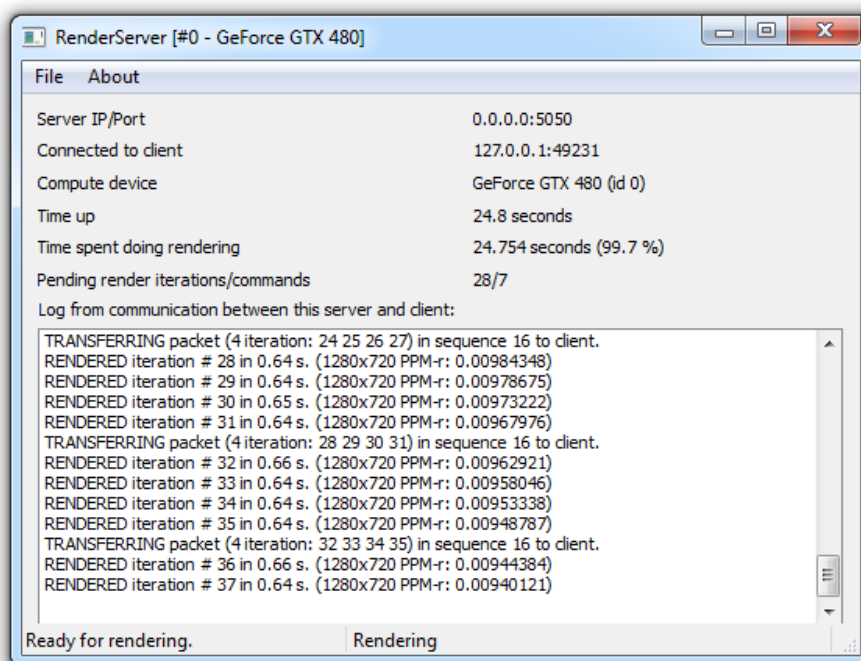 RenderServer [#0 - GeForce GTX 480]
File About
Server IP/Port 0.0.0.0:5050
Connected to client 127.0.0.1:49231
Compute device GeForce GTX 480 (id 0)
Time up 24.8 seconds
Time spent doing rendering 24.754 seconds (99.7 %)
Pending render iterations/commands 28/7
Log from communication between this server and client:
TRANSFERRING packet (4 iteration: 24 25 26 27) in sequence 16 to client.
RENDERED iteration # 28 in 0.64 s. (1280x720 PPM-r: 0.00984348)
RENDERED iteration # 29 in 0.64 s. (1280x720 PPM-r: 0.00978675)
RENDERED iteration # 30 in 0.65 s. (1280x720 PPM-r: 0.00973222)
RENDERED iteration # 31 in 0.64 s. (1280x720 PPM-r: 0.00967976)
TRANSFERRING packet (4 iteration: 28 29 30 31) in sequence 16 to client.
RENDERED iteration # 32 in 0.66 s. (1280x720 PPM-r: 0.00962921)
RENDERED iteration # 33 in 0.64 s. (1280x720 PPM-r: 0.00958046)
RENDERED iteration # 34 in 0.64 s. (1280x720 PPM-r: 0.00953338)
RENDERED iteration # 35 in 0.64 s. (1280x720 PPM-r: 0.00948787)
TRANSFERRING packet (4 iteration: 32 33 34 35) in sequence 16 to client.
RENDERED iteration # 36 in 0.66 s. (1280x720 PPM-r: 0.00944384)
RENDERED iteration # 37 in 0.64 s. (1280x720 PPM-r: 0.00940121)
Ready for rendering. Rendering